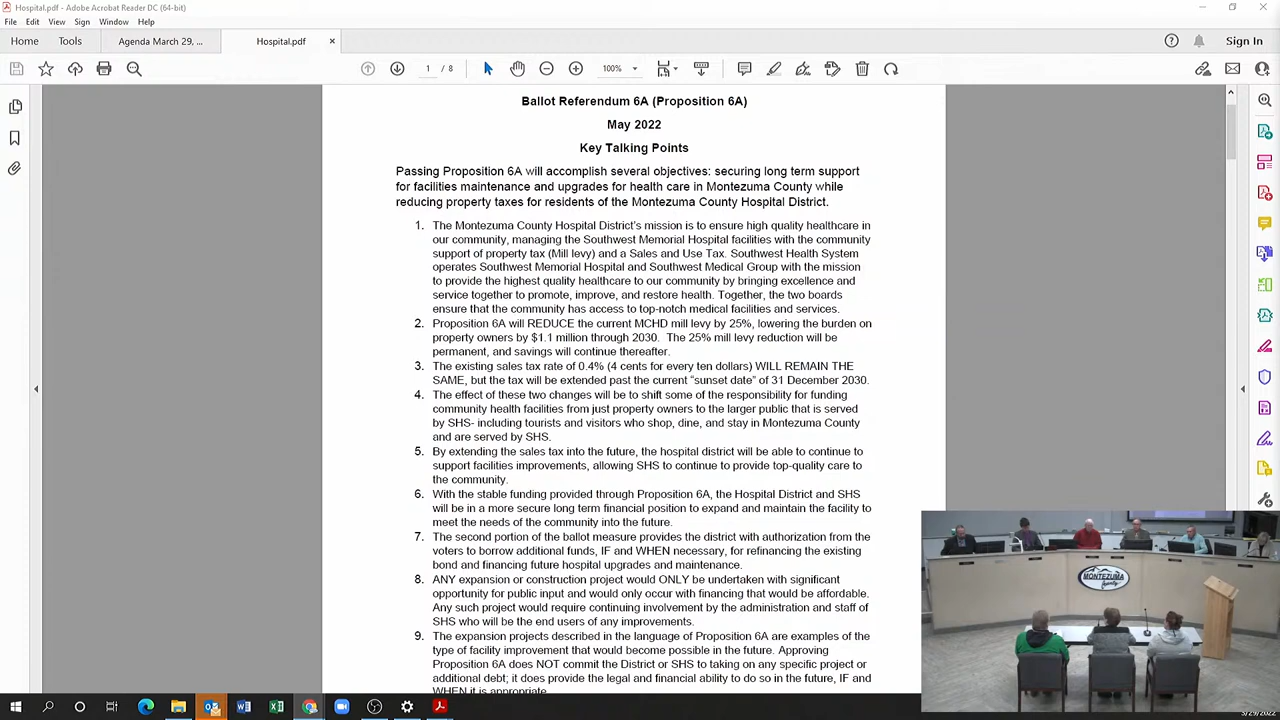 Hospital.pdf - Adobe Acrobat Reader DC (64-bit)
File Edit View Sign Window Help
Home Tools Agenda March 29, ... Hospital.pdf × Sign In
1 / 8 100%
Ballot Referendum 6A (Proposition 6A)
May 2022
Key Talking Points
Passing Proposition 6A will accomplish several objectives: securing long term support
for facilities maintenance and upgrades for health care in Montezuma County while
reducing property taxes for residents of the Montezuma County Hospital District.
1. The Montezuma County Hospital District's mission is to ensure high quality healthcare in
our community, managing the Southwest Memorial Hospital facilities with the community
support of property tax (Mill levy) and a Sales and Use Tax. Southwest Health System
operates Southwest Memorial Hospital and Southwest Medical Group with the mission
to provide the highest quality healthcare to our community by bringing excellence and
service together to promote, improve, and restore health. Together, the two boards
ensure that the community has access to top-notch medical facilities and services.
2. Proposition 6A will REDUCE the current MCHD mill levy by 25%, lowering the burden on
property owners by $1.1 million through 2030. The 25% mill levy reduction will be
permanent, and savings will continue thereafter.
3. The existing sales tax rate of 0.4% (4 cents for every ten dollars) WILL REMAIN THE
SAME, but the tax will be extended past the current “sunset date” of 31 December 2030.
4. The effect of these two changes will be to shift some of the responsibility for funding
community health facilities from just property owners to the larger public that is served
by SHS- including tourists and visitors who shop, dine, and stay in Montezuma County
and are served by SHS.
5. By extending the sales tax into the future, the hospital district will be able to continue to
support facilities improvements, allowing SHS to continue to provide top-quality care to
the community.
6. With the stable funding provided through Proposition 6A, the Hospital District and SHS
will be in a more secure long term financial position to expand and maintain the facility to
meet the needs of the community into the future.
7. The second portion of the ballot measure provides the district with authorization from the
voters to borrow additional funds, IF and WHEN necessary, for refinancing the existing
bond and financing future hospital upgrades and maintenance.
8. ANY expansion or construction project would ONLY be undertaken with significant
opportunity for public input and would only occur with financing that would be affordable.
Any such project would require continuing involvement by the administration and staff of
SHS who will be the end users of any improvements.
9. The expansion projects described in the language of Proposition 6A are examples of the
type of facility improvement that would become possible in the future. Approving
Proposition 6A does NOT commit the District or SHS to taking on any specific project or
additional debt; it does provide the legal and financial ability to do so in the future, IF and
WHEN it is appropriate.
MONTEZUMA
County
3/29/2022